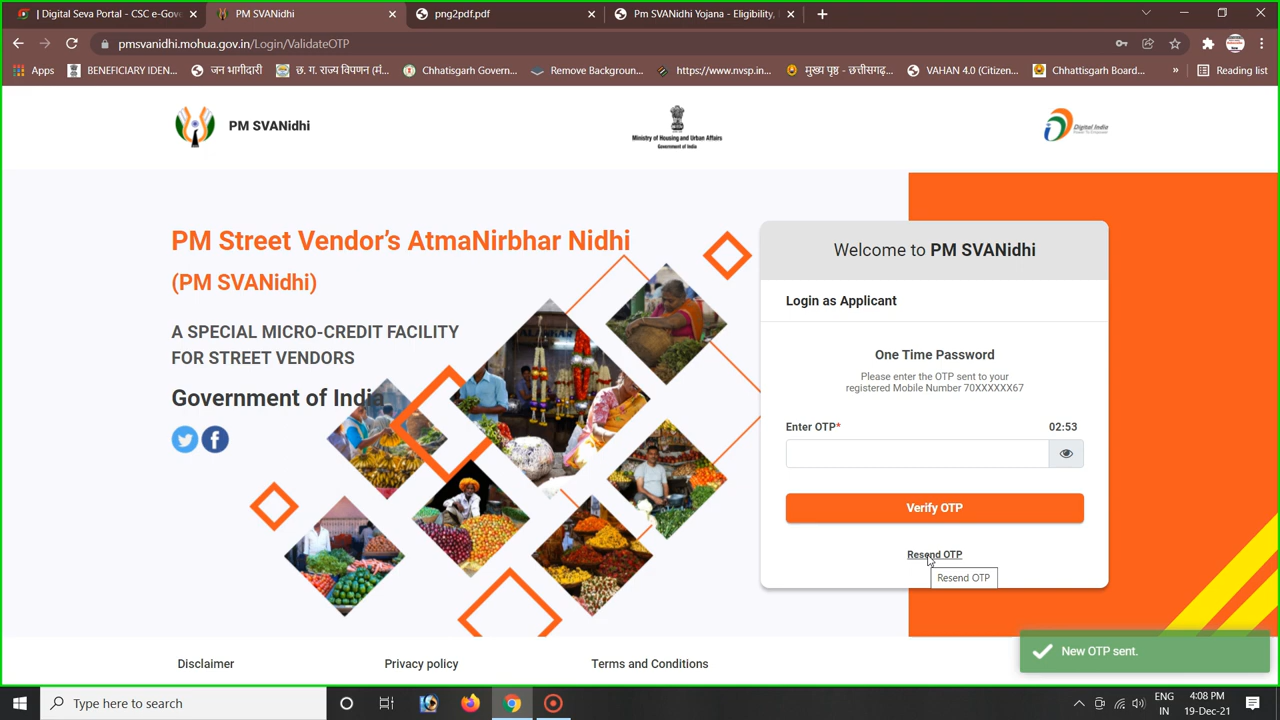 | Digital Seva Portal - CSC e-Gov
PM SVANidhi
png2pdf.pdf
Pm SVANidhi Yojana - Eligibility,
pmsvanidhi.mohua.gov.in/Login/ValidateOTP
Apps
BENEFICIARY IDEN...
जन भागीदारी
छ. ग. राज्य विपणन (मं...
Chhatisgarh Govern...
Remove Backgroun...
https://www.nvsp.in...
मुख्य पृष्ठ - छत्तीसगढ़...
VAHAN 4.0 (Citizen...
Chhattisgarh Board...
»
Reading list
PM SVANidhi
Ministry of Housing and Urban Affairs
Government of India
Digital India
Power To Empower
PM Street Vendor’s AtmaNirbhar Nidhi
(PM SVANidhi)
A SPECIAL MICRO-CREDIT FACILITY
FOR STREET VENDORS
Government of India
Welcome to PM SVANidhi
Login as Applicant
One Time Password
Please enter the OTP sent to your
registered Mobile Number 70XXXXXX67
Enter OTP* 02:53
Verify OTP
Resend OTP
Resend OTP
New OTP sent.
Disclaimer
Privacy policy
Terms and Conditions
Type here to search
ENG
IN
4:08 PM
19-Dec-21